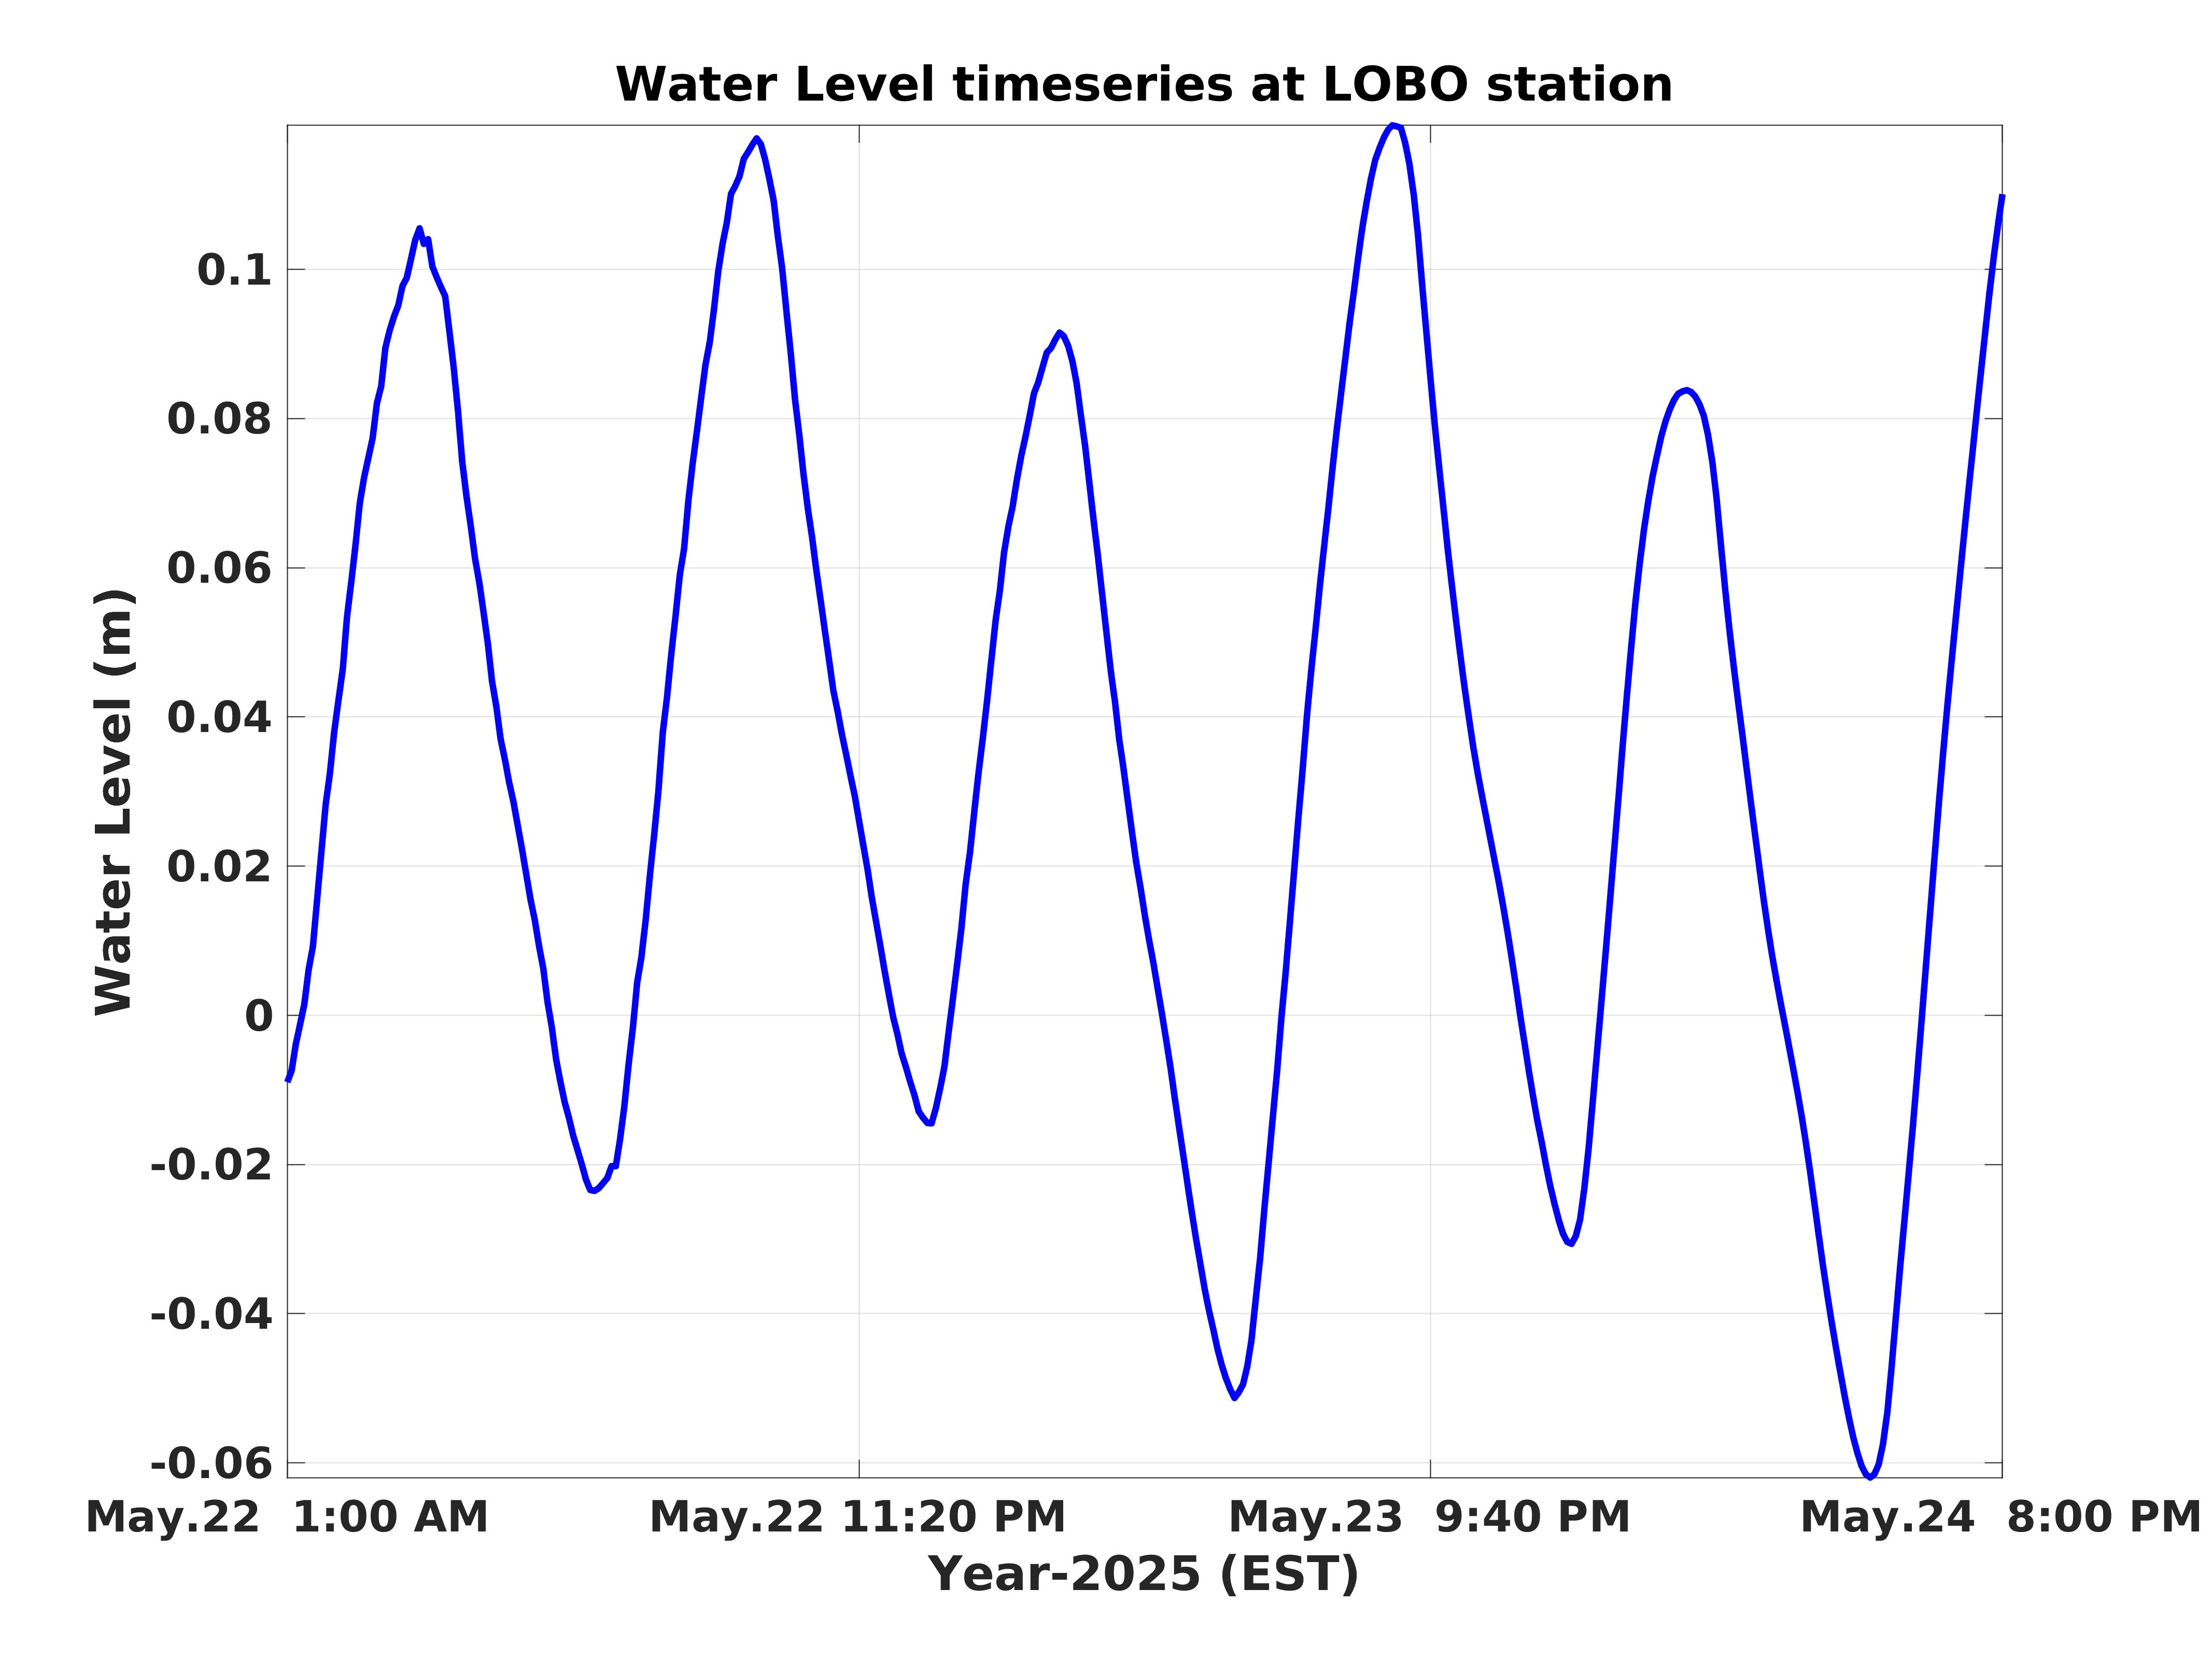 Water Level timeseries at LOBO station
Water Level (m)
0.1
0.08
0.06
0.04
0.02
0
-0.02
-0.04
-0.06
May.22  1:00 AM
May.22 11:20 PM
May.23  9:40 PM
May.24  8:00 PM
Year-2025 (EST)